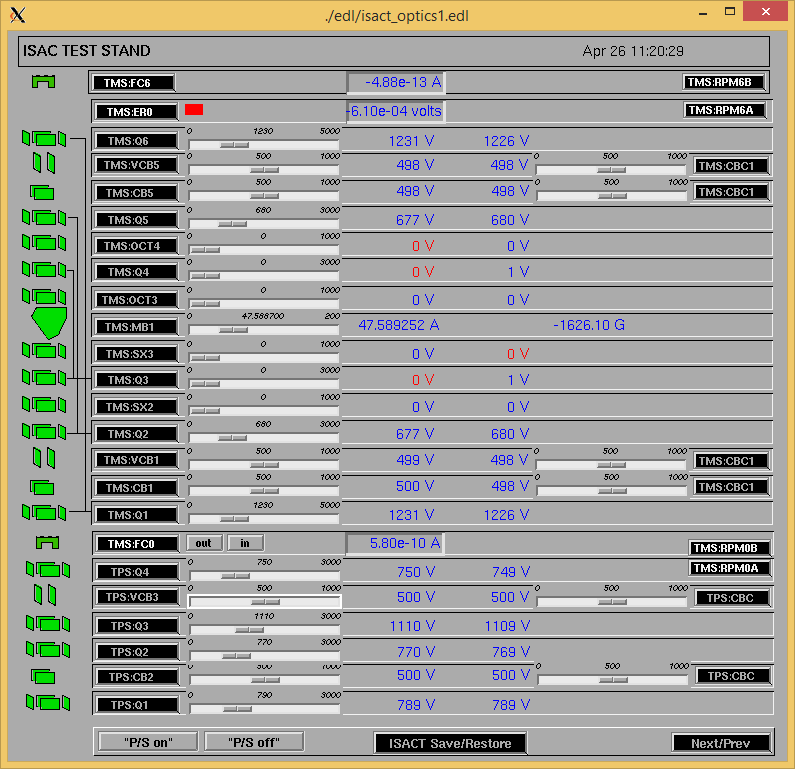 ./edl/isact_optics1.edl
ISAC TEST STAND Apr 26 11:20:29
TMS:FC6 -4.88e-13 A TMS:RPM6B
TMS:ER0 -6.10e-04 volts TMS:RPM6A
0 1230 5000
TMS:Q6 1231 V 1226 V
0 500 1000 0 500 1000
TMS:VCB5 498 V 498 V TMS:CBC1
0 500 1000 0 500 1000
TMS:CB5 498 V 498 V TMS:CBC1
0 680 3000
TMS:Q5 677 V 680 V
0 0 1000
TMS:OCT4 0 V 0 V
0 0 3000
TMS:Q4 0 V 1 V
0 0 1000
TMS:OCT3 0 V 0 V
0 47.588700 200
TMS:MB1 47.589252 A -1626.10 G
0 0 1000
TMS:SX3 0 V 0 V
0 0 3000
TMS:Q3 0 V 1 V
0 0 1000
TMS:SX2 0 V 0 V
0 680 3000
TMS:Q2 677 V 680 V
0 500 1000 0 500 1000
TMS:VCB1 499 V 498 V TMS:CBC1
0 500 1000 0 500 1000
TMS:CB1 500 V 498 V TMS:CBC1
0 1230 5000
TMS:Q1 1231 V 1226 V
TMS:FC0 out in 5.80e-10 A TMS:RPM0B
0 750 3000 TMS:RPM0A
TPS:Q4 750 V 749 V
0 500 1000 0 500 1000
TPS:VCB3 500 V 500 V TPS:CBC
0 1110 3000
TPS:Q3 1110 V 1109 V
0 770 3000
TPS:Q2 770 V 769 V
0 500 1000 0 500 1000
TPS:CB2 500 V 500 V TPS:CBC
0 790 3000
TPS:Q1 789 V 789 V
"P/S on" "P/S off" ISACT Save/Restore Next/Prev